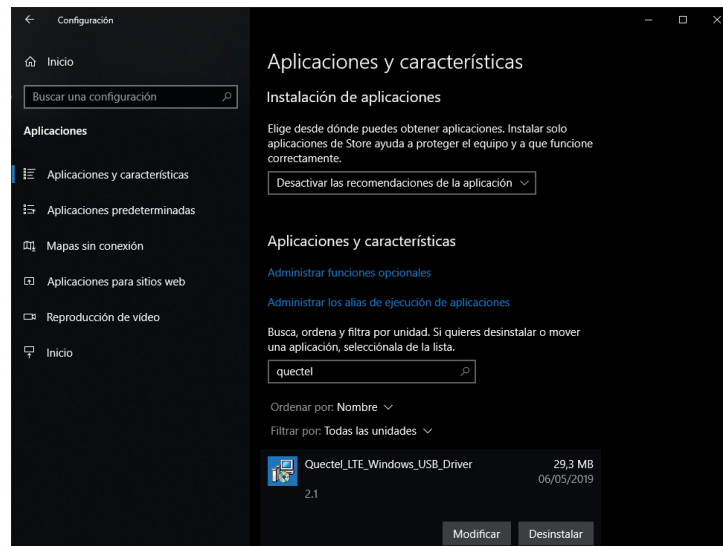 Configuración
Inicio
Buscar una configuración
Aplicaciones
Aplicaciones y características
Aplicaciones predeterminadas
Mapas sin conexión
Aplicaciones para sitios web
Reproducción de vídeo
Inicio
Aplicaciones y características
Instalación de aplicaciones
Elige desde dónde puedes obtener aplicaciones. Instalar solo
aplicaciones de Store ayuda a proteger el equipo y a que funcione
correctamente.
Desactivar las recomendaciones de la aplicación
Aplicaciones y características
Administrar funciones opcionales
Administrar los alias de ejecución de aplicaciones
Busca, ordena y filtra por unidad. Si quieres desinstalar o mover
una aplicación, selecciónala de la lista.
quectel
Ordenar por: Nombre
Filtrar por: Todas las unidades
Quectel_LTE_Windows_USB_Driver 29,3 MB
06/05/2019
2.1
Modificar Desinstalar